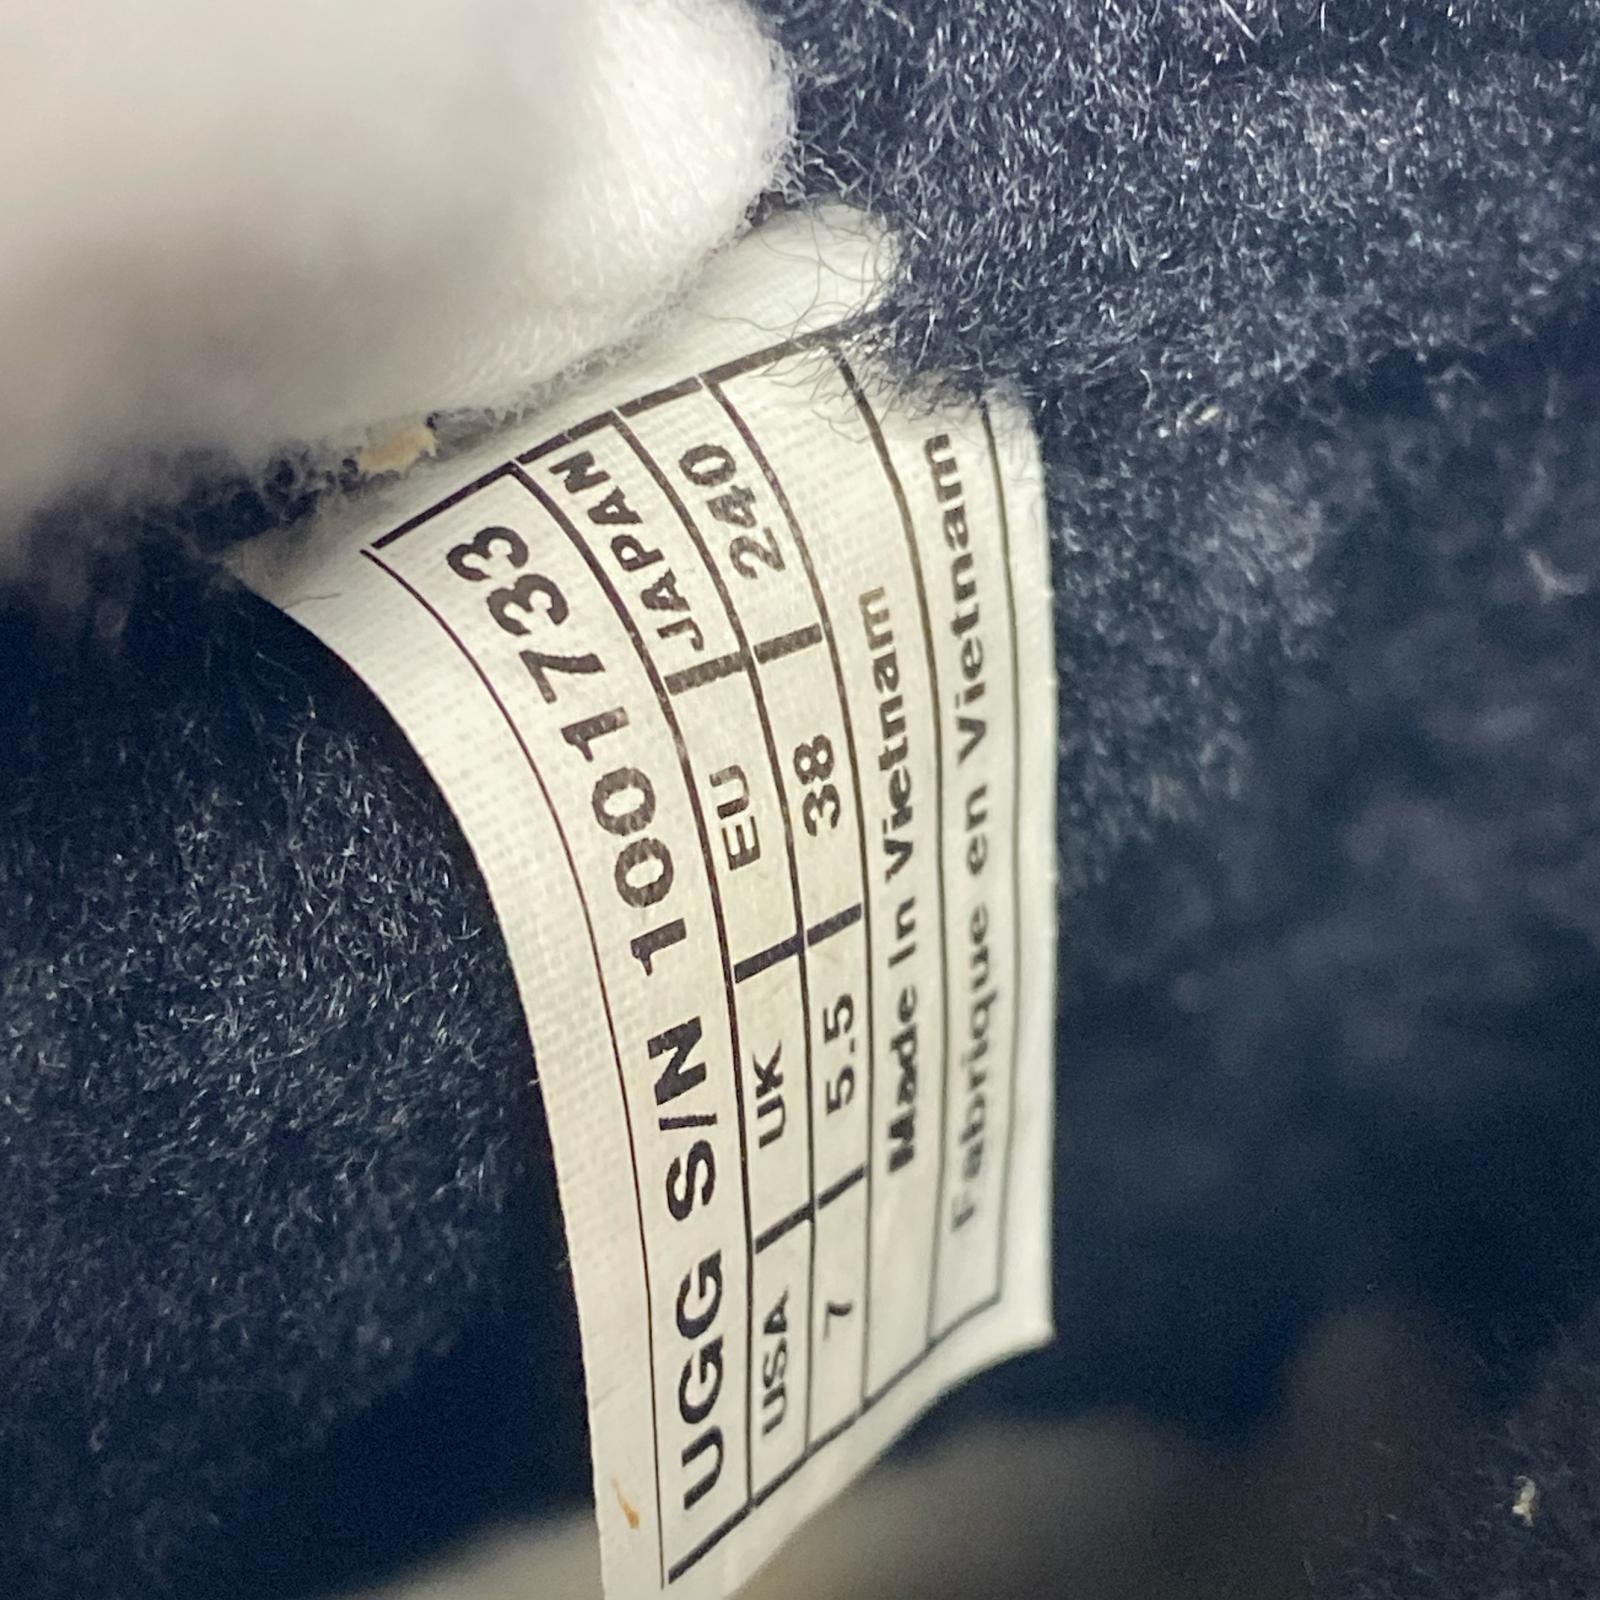 UGG S/N 1001733
USA UK EU JAPAN
7 5.5 38 240
Made In Vietnam
Fabrique en Vietnam